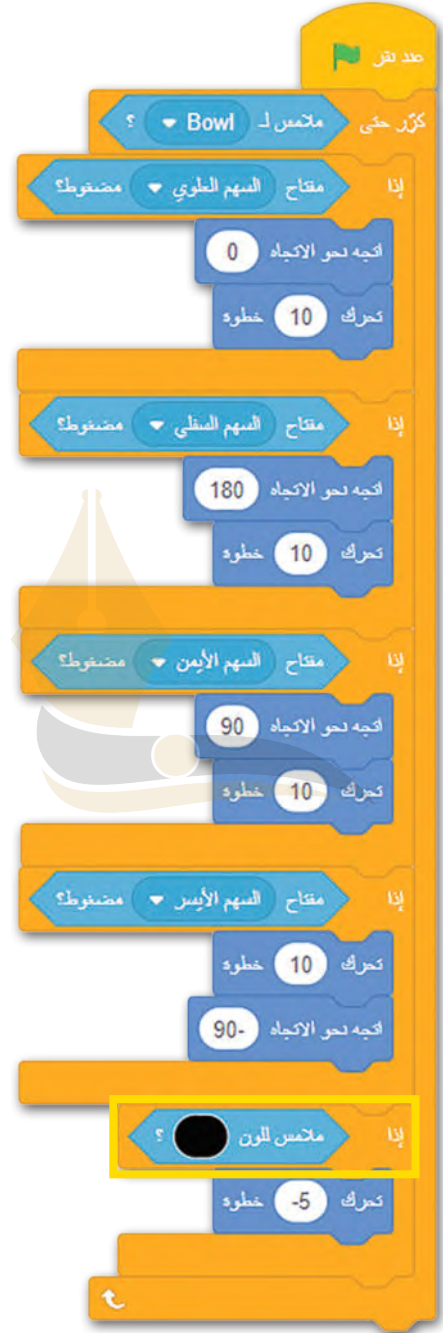 عند نقر
كرّر حتى ملامس لـ Bowl ؟
إذا مفتاح السهم العلوي مضغوط؟
اتجه نحو الاتجاه 0
تحرك 10 خطوة
إذا مفتاح السهم السفلي مضغوط؟
اتجه نحو الاتجاه 180
تحرك 10 خطوة
إذا مفتاح السهم الأيمن مضغوط؟
اتجه نحو الاتجاه 90
تحرك 10 خطوة
إذا مفتاح السهم الأيسر مضغوط؟
تحرك 10 خطوة
اتجه نحو الاتجاه -90
إذا ملامس للون ؟
تحرك -5 خطوة